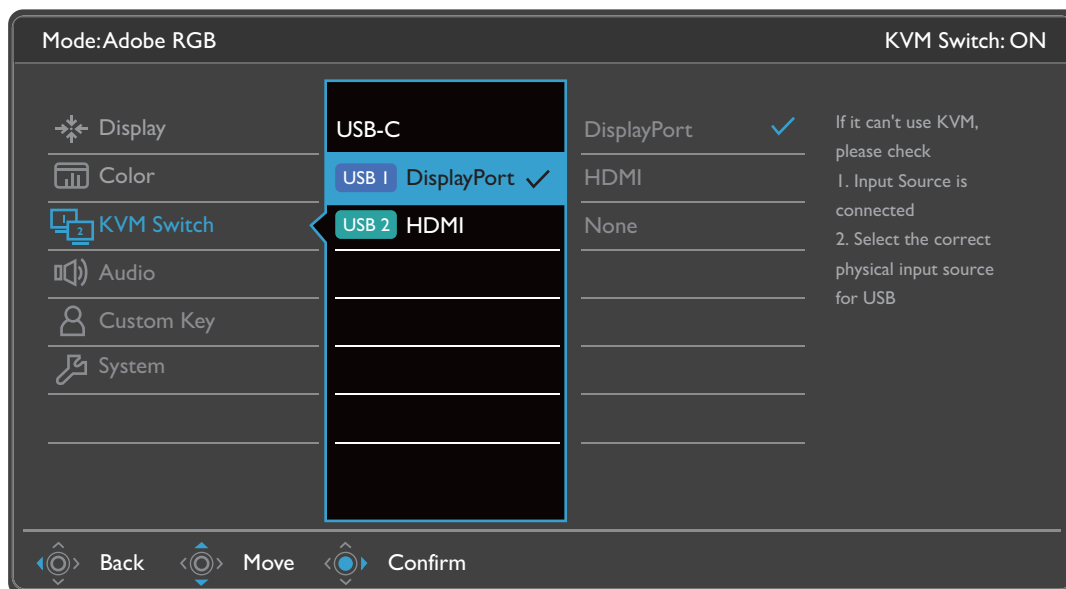 Mode:Adobe RGB
KVM Switch: ON
Display
Color
1
2
KVM Switch
Audio
Custom Key
System
USB-C
USB 1 DisplayPort
USB 2 HDMI
DisplayPort
HDMI
None
If it can't use KVM,
please check
1. Input Source is
connected
2. Select the correct
physical input source
for USB
Back
Move
Confirm